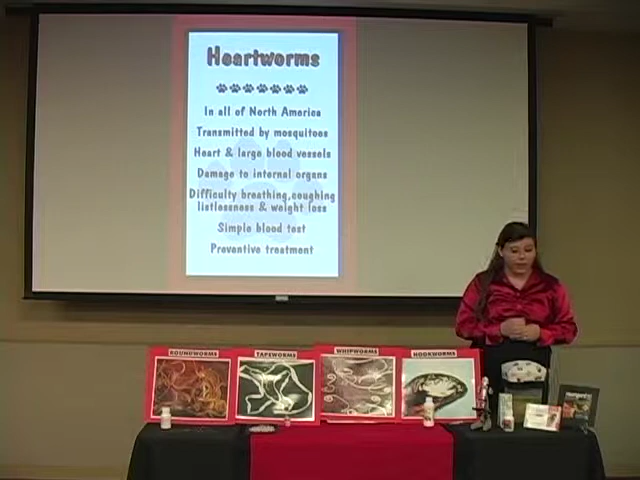 Heartworms
In all of North America
Transmitted by mosquitoes
Heart & large blood vessels
Damage to internal organs
Difficulty breathing,coughing
listlessness & weight loss
Simple blood test
Preventive treatment
ROUNDWORMS
TAPEWORMS
WHIPWORMS
HOOKWORMS